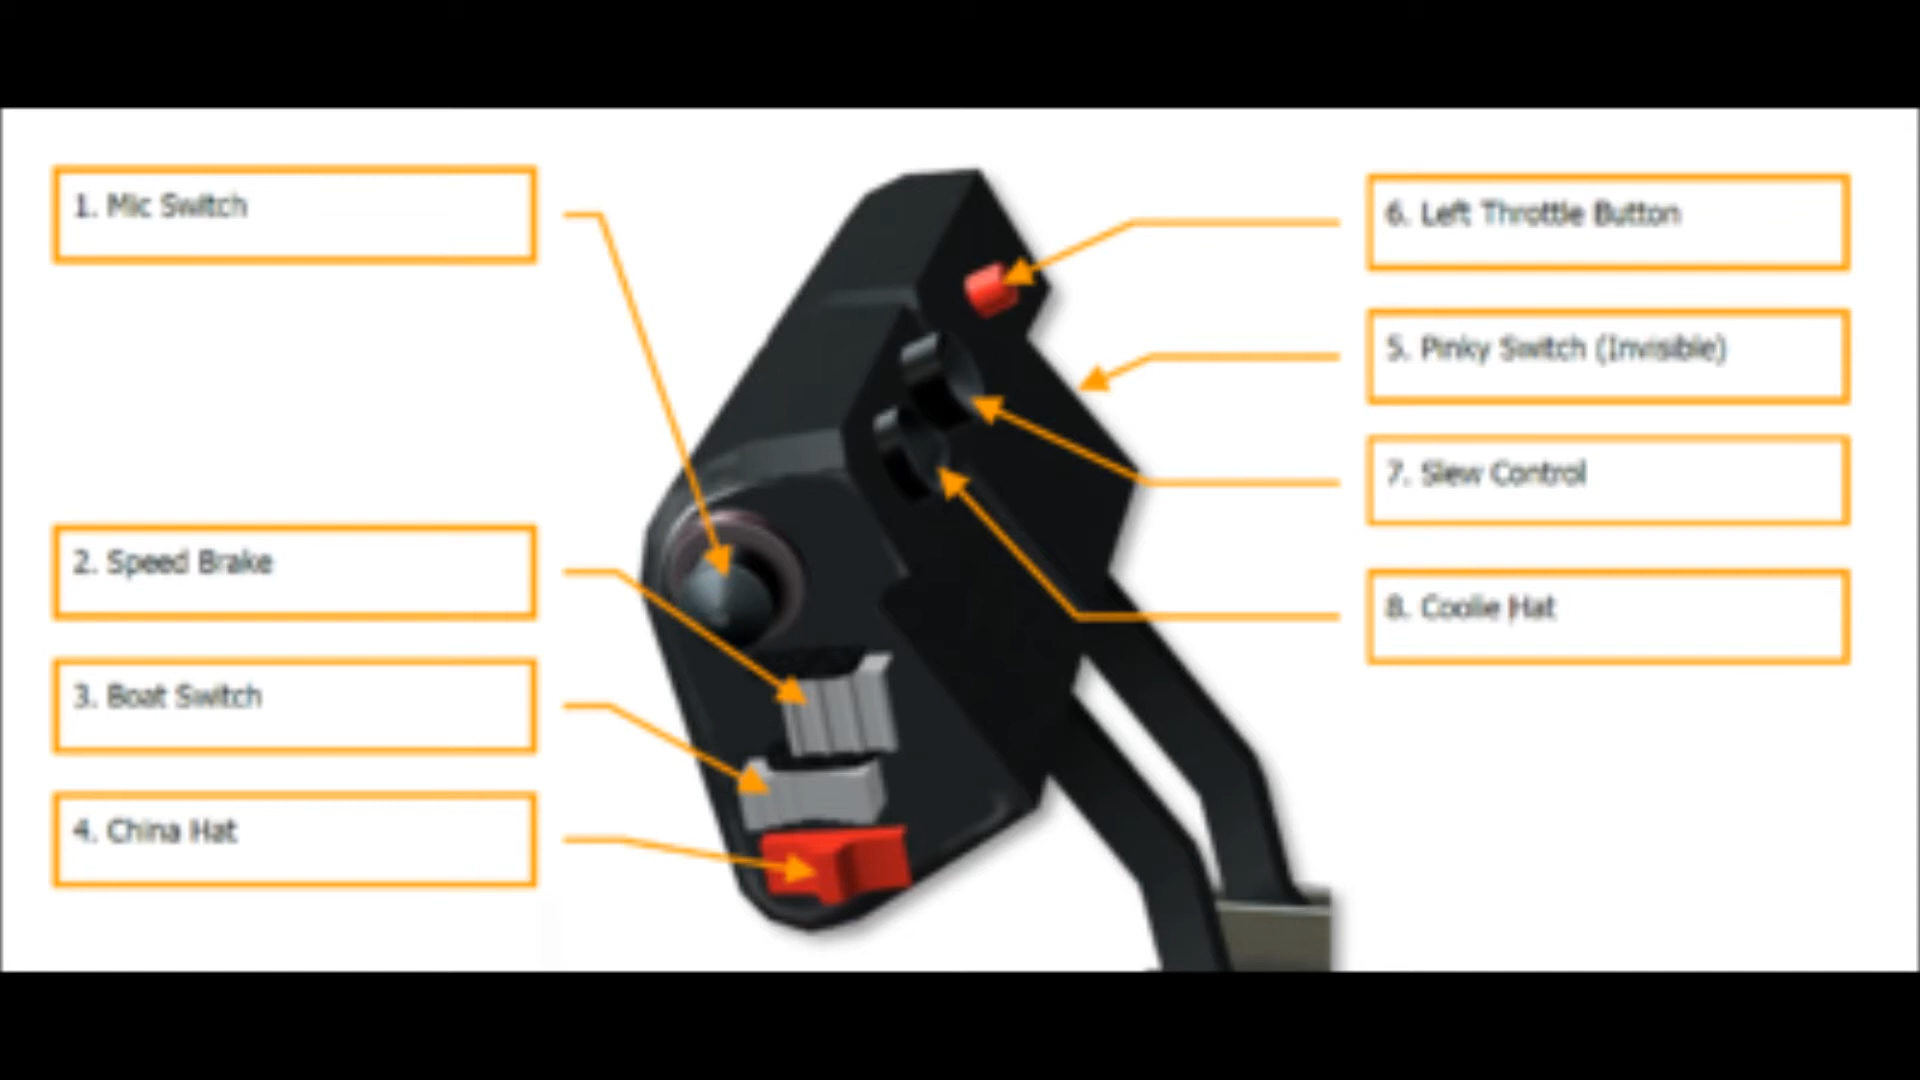 1. Mic Switch
2. Speed Brake
3. Boat Switch
4. China Hat
6. Left Throttle Button
5. Pinky Switch (Invisible)
7. Slew Control
8. Coolie Hat